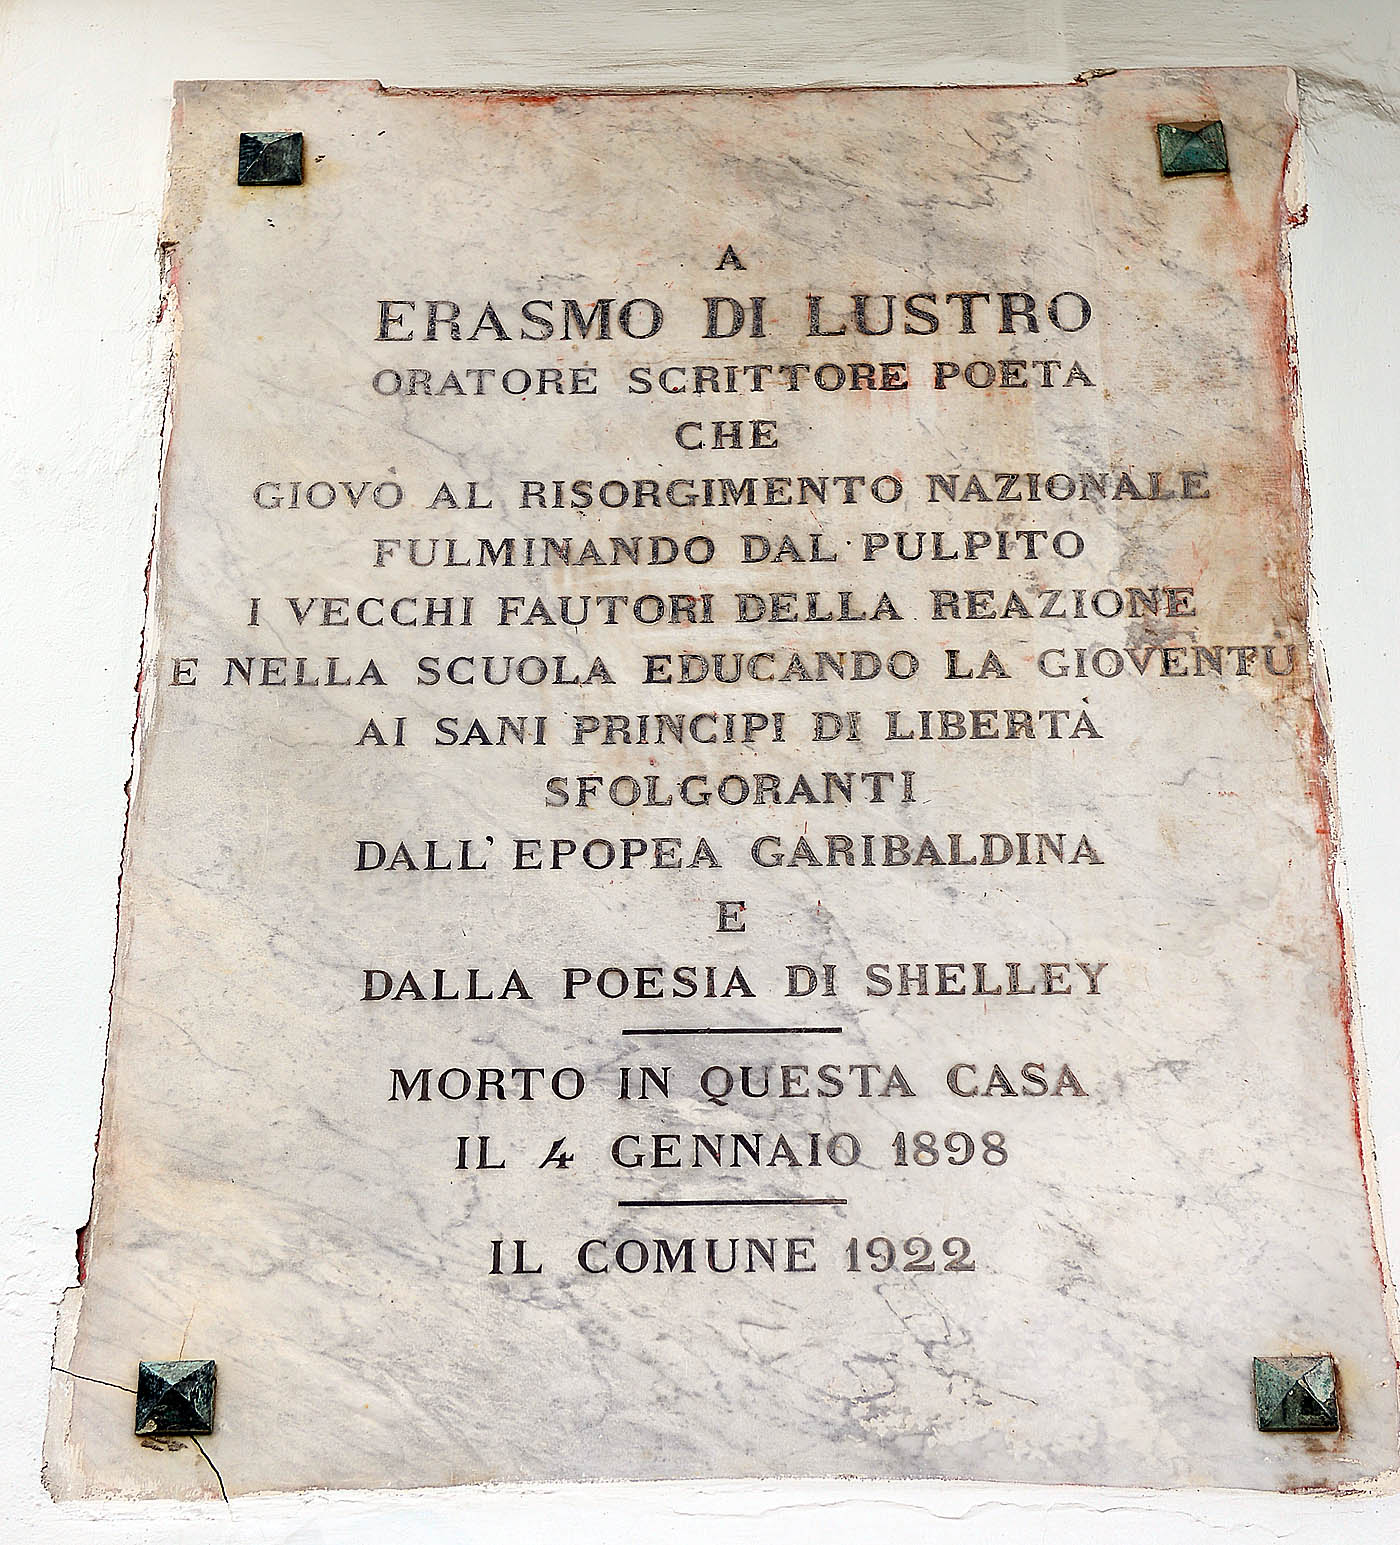 A
ERASMO DI LUSTRO
ORATORE SCRITTORE POETA
CHE
GIOVÒ AL RISORGIMENTO NAZIONALE
FULMINANDO DAL PULPITO
I VECCHI FAUTORI DELLA REAZIONE
E NELLA SCUOLA EDUCANDO LA GIOVENTÙ
AI SANI PRINCIPI DI LIBERTÀ
SFOLGORANTI
DALL' EPOPEA GARIBALDINA
E
DALLA POESIA DI SHELLEY
MORTO IN QUESTA CASA
IL 4 GENNAIO 1898
IL COMUNE 1922